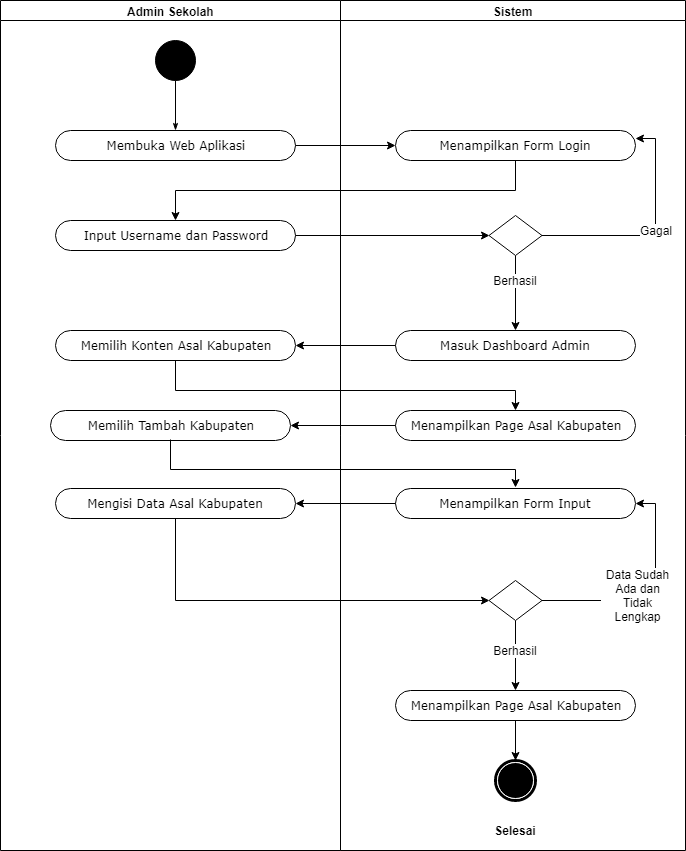 Admin Sekolah
Sistem
Membuka Web Aplikasi
Menampilkan Form Login
Input Username dan Password
Gagal
Berhasil
Memilih Konten Asal Kabupaten
Masuk Dashboard Admin
Memilih Tambah Kabupaten
Menampilkan Page Asal Kabupaten
Mengisi Data Asal Kabupaten
Menampilkan Form Input
Data Sudah
Ada dan
Tidak
Lengkap
Berhasil
Menampilkan Page Asal Kabupaten
Selesai